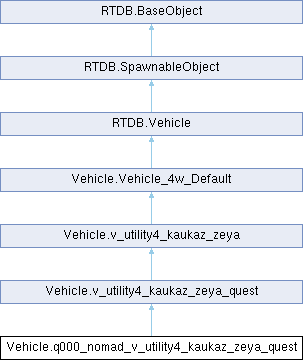 RTDB.BaseObject
RTDB.SpawnableObject
RTDB.Vehicle
Vehicle.Vehicle_4w_Default
Vehicle.v_utility4_kaukaz_zeya
Vehicle.v_utility4_kaukaz_zeya_quest
Vehicle.q000_nomad_v_utility4_kaukaz_zeya_quest